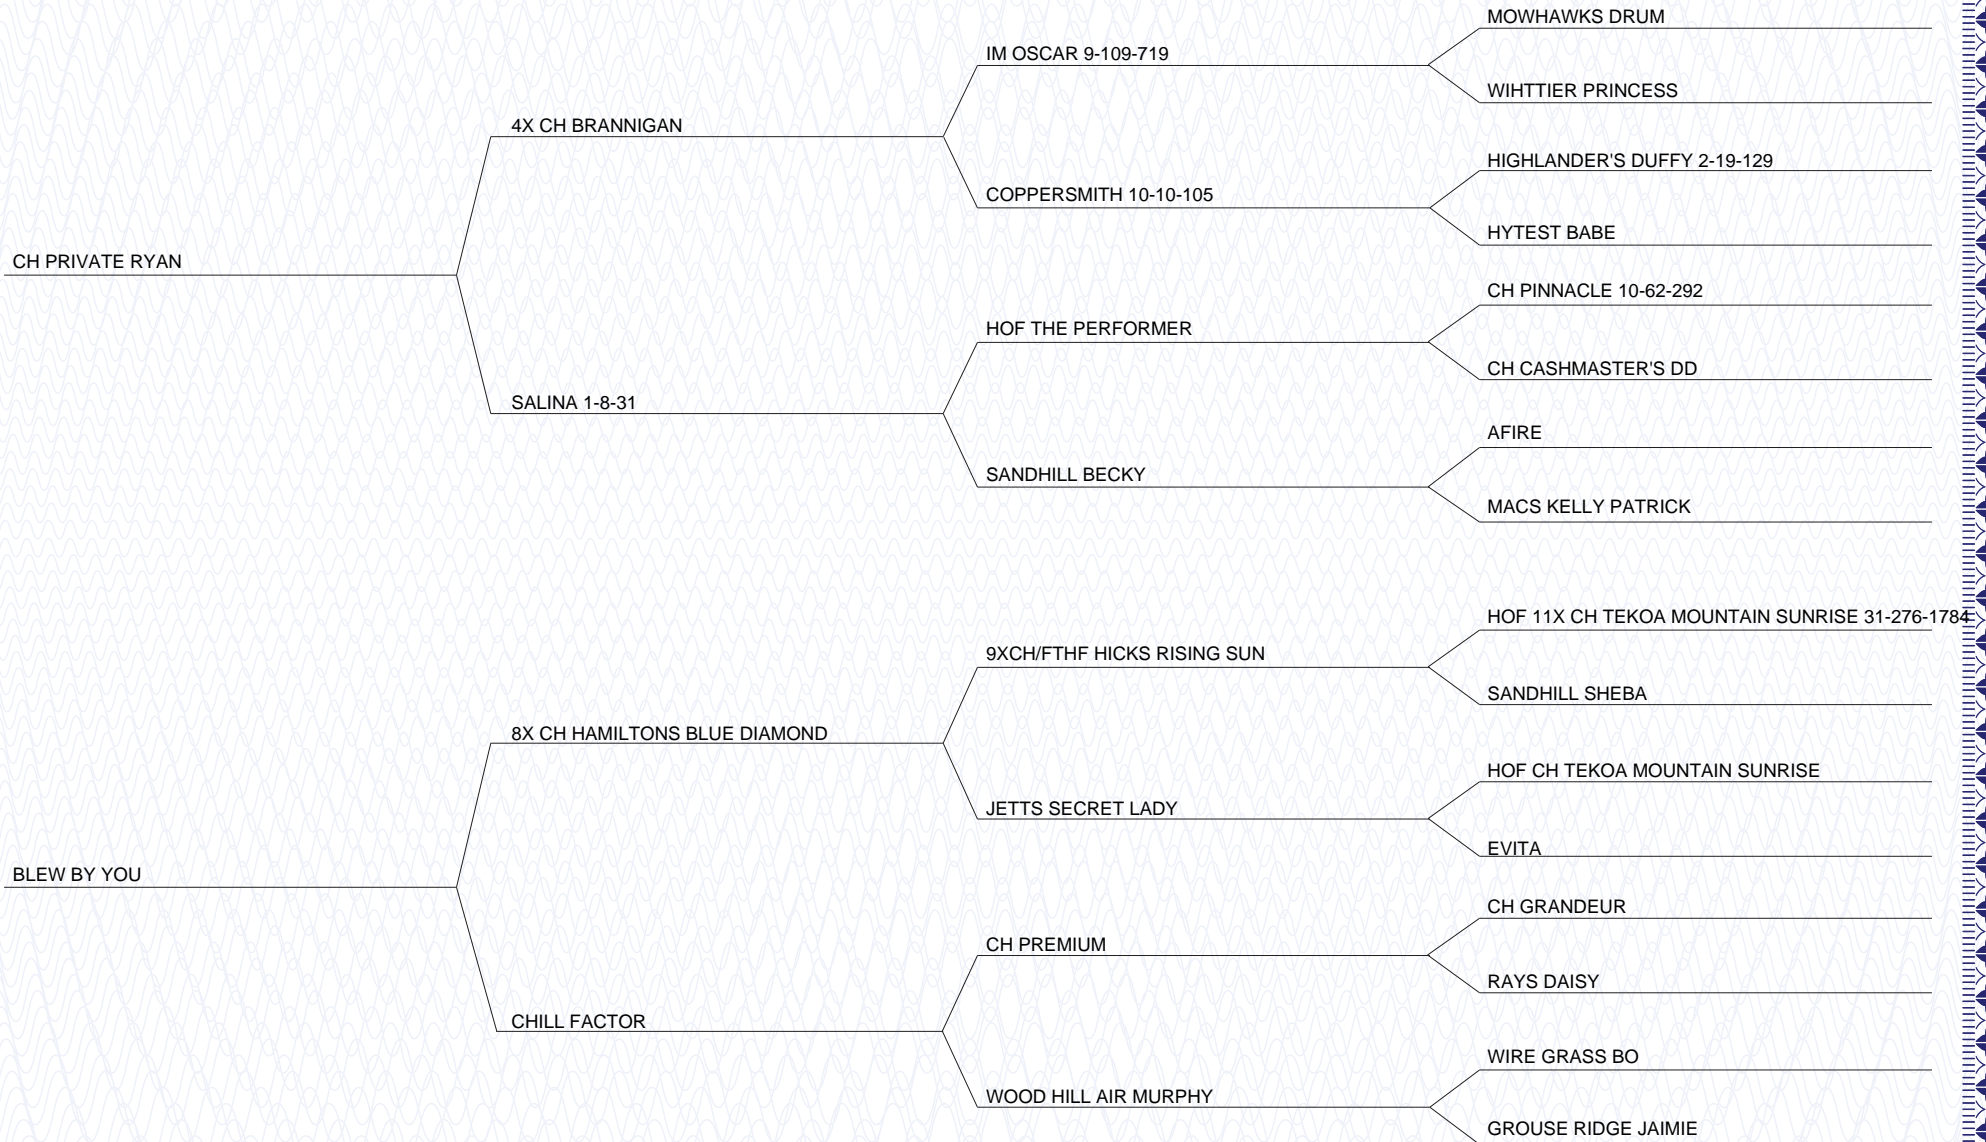 MOWHAWKS DRUM
IM OSCAR 9-109-719
WIHTTIER PRINCESS
4X CH BRANNIGAN
HIGHLANDER'S DUFFY 2-19-129
COPPERSMITH 10-10-105
HYTEST BABE
CH PRIVATE RYAN
CH PINNACLE 10-62-292
HOF THE PERFORMER
CH CASHMASTER'S DD
SALINA 1-8-31
AFIRE
SANDHILL BECKY
MACS KELLY PATRICK
HOF 11X CH TEKOA MOUNTAIN SUNRISE 31-276-1784
9XCH/FTHF HICKS RISING SUN
SANDHILL SHEBA
8X CH HAMILTONS BLUE DIAMOND
HOF CH TEKOA MOUNTAIN SUNRISE
JETTS SECRET LADY
EVITA
BLEW BY YOU
CH GRANDEUR
CH PREMIUM
RAYS DAISY
CHILL FACTOR
WIRE GRASS BO
WOOD HILL AIR MURPHY
GROUSE RIDGE JAIMIE